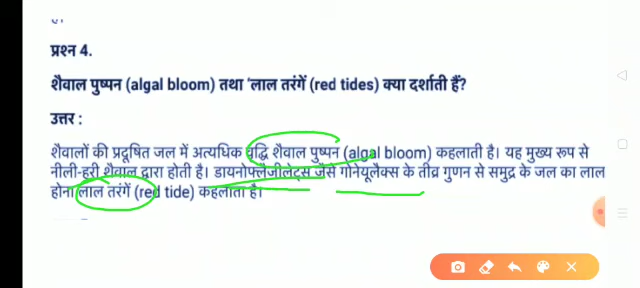 प्रश्न 4.
शैवाल पुष्पन (algal bloom) तथा 'लाल तरंगें (red tides) क्या दर्शाती हैं?
उत्तर :
शैवालों की प्रदूषित जल में अत्यधिक वृद्धि शैवाल पुष्पन (algal bloom) कहलाती है। यह मुख्य रूप से
नीली-हरी शैवाल द्वारा होती है। डायनोफ्लैजीलेट्स जैसे गोनेयूलैक्स के तीव्र गुणन से समुद्र के जल का लाल
होना लाल तरंगें (red tide) कहलाता है।